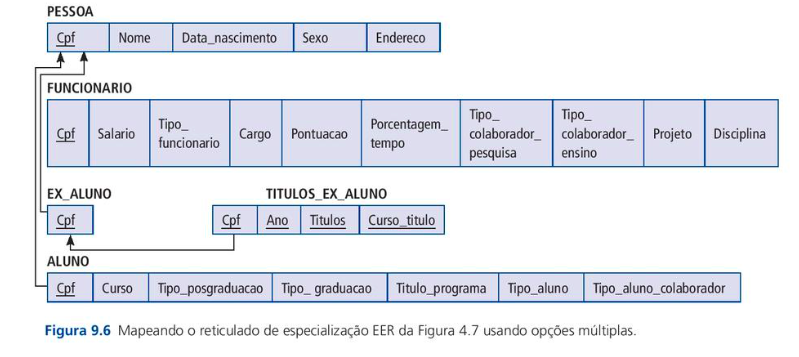 PESSOA
Cpf Nome Data_nascimento Sexo Endereco
FUNCIONARIO
Cpf Salario Tipo_ funcionario Cargo Pontuacao Porcentagem_ tempo Tipo_ colaborador_ pesquisa Tipo_ colaborador_ ensino Projeto Disciplina
EX_ALUNO TITULOS_EX_ALUNO
Cpf Cpf Ano Titulos Curso_titulo
ALUNO
Cpf Curso Tipo_posgraduacao Tipo_ graduacao Titulo_programa Tipo_aluno Tipo_aluno_colaborador
Figura 9.6 Mapeando o reticulado de especialização EER da Figura 4.7 usando opções múltiplas.